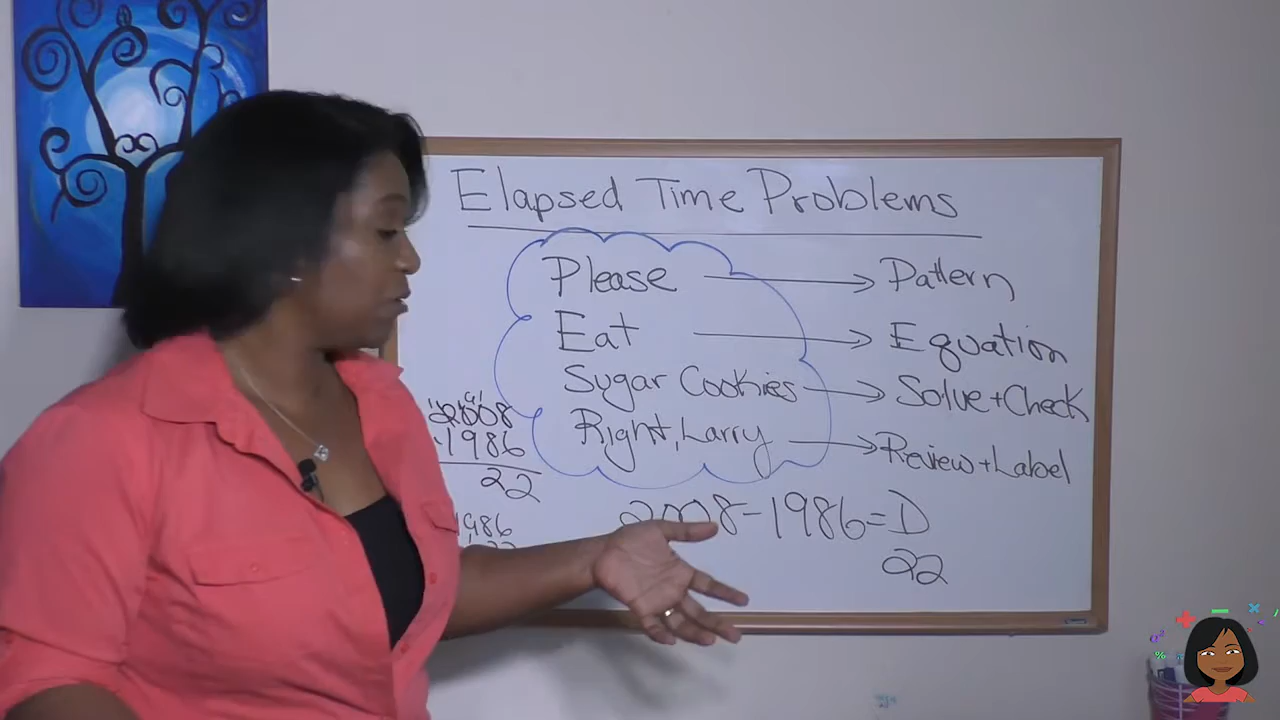 Elapsed Time Problems
Please → Pattern
Eat → Equation
Sugar Cookies → Solve + Check
Right, Larry → Review + Label
2008
-1986
22
1986
2008 - 1986 = D
22